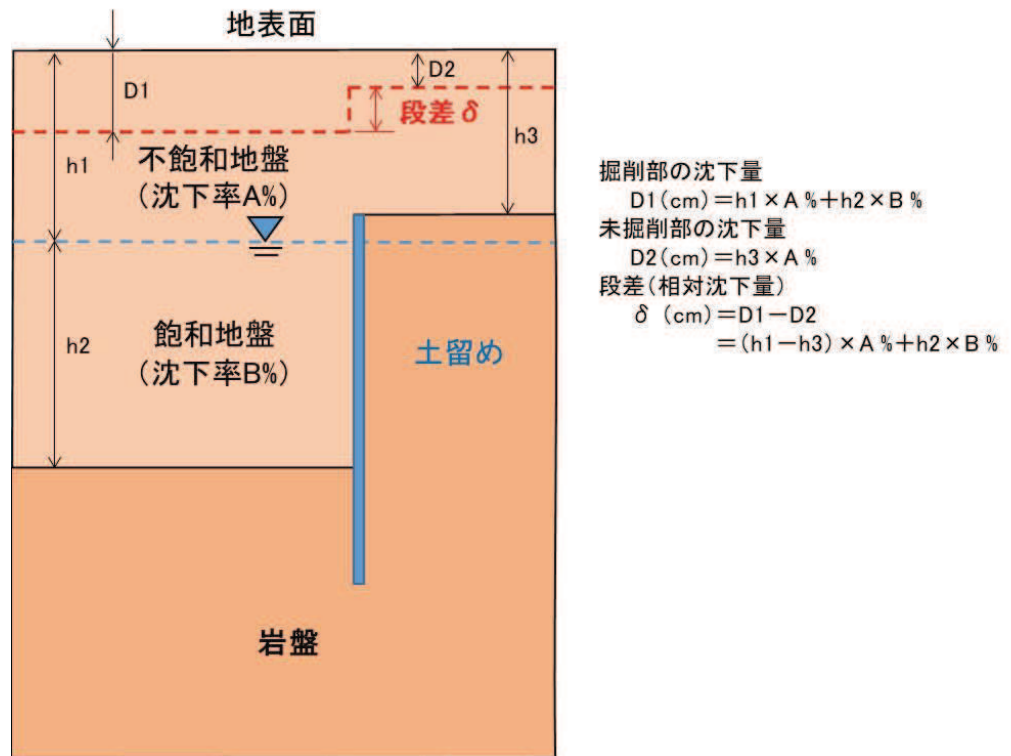 地表面
D1
D2
段差δ
h1
h3
不飽和地盤
(沈下率A%)
h2
飽和地盤
(沈下率B%)
土留め
岩盤
掘削部の沈下量
D1(cm)=h1×A%+h2×B%
未掘削部の沈下量
D2(cm)=h3×A%
段差(相対沈下量)
δ (cm)=D1-D2
=(h1-h3)×A%+h2×B%